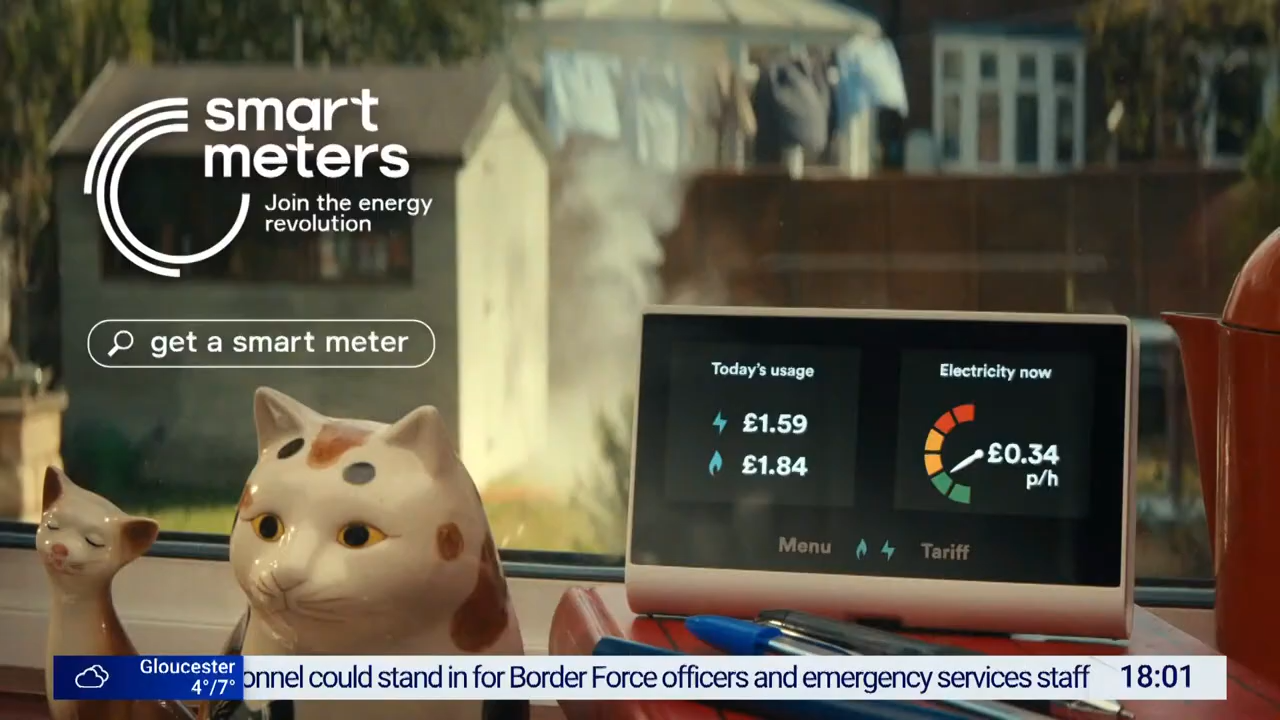 smart
meters
Join the energy
revolution
get a smart meter
Today's usage
£1.59
£1.84
Electricity now
£0.34
p/h
Menu
Tariff
Gloucester
4°/7°
onnel could stand in for Border Force officers and emergency services staff
18:01